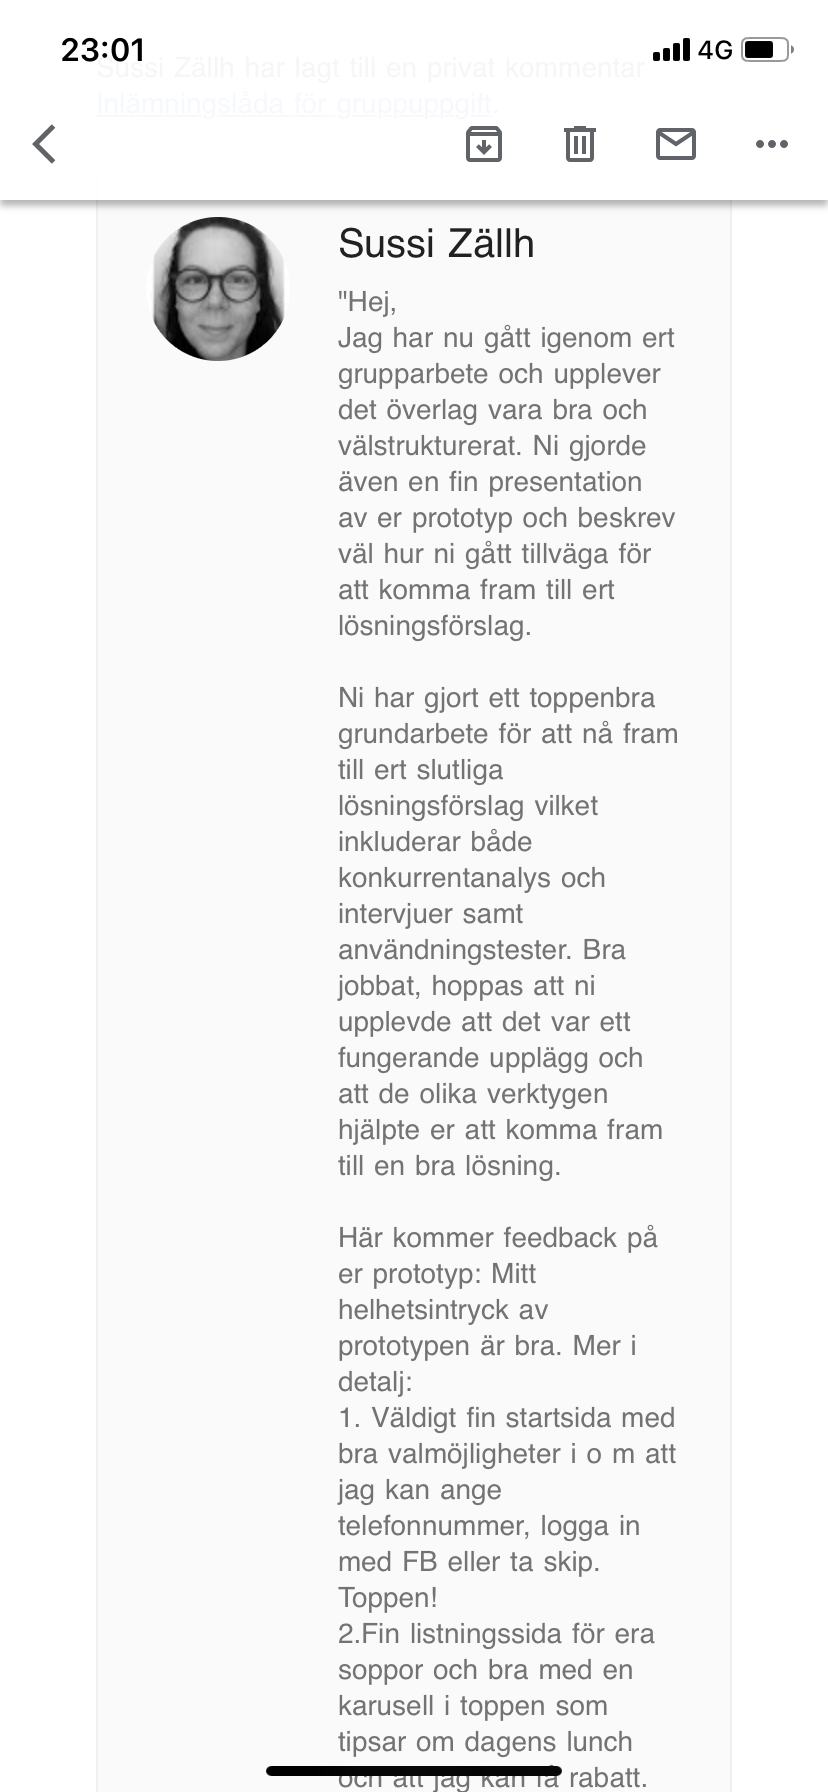 23:01
4G
Sussi Zällh har lagt till en privat kommentar
Inlämningslåda för gruppuppgift.
Sussi Zällh
"Hej,
Jag har nu gått igenom ert
grupparbete och upplever
det överlag vara bra och
välstrukturerat. Ni gjorde
även en fin presentation
av er prototyp och beskrev
väl hur ni gått tillväga för
att komma fram till ert
lösningsförslag.
Ni har gjort ett toppenbra
grundarbete för att nå fram
till ert slutliga
lösningsförslag vilket
inkluderar både
konkurrentanalys och
intervjuer samt
användningstester. Bra
jobbat, hoppas att ni
upplevde att det var ett
fungerande upplägg och
att de olika verktygen
hjälpte er att komma fram
till en bra lösning.
Här kommer feedback på
er prototyp: Mitt
helhetsintryck av
prototypen är bra. Mer i
detalj:
1. Väldigt fin startsida med
bra valmöjligheter i o m att
jag kan ange
telefonnummer, logga in
med FB eller ta skip.
Toppen!
2.Fin listningssida för era
soppor och bra med en
karusell i toppen som
tipsar om dagens lunch
och att jag kan få rabatt.